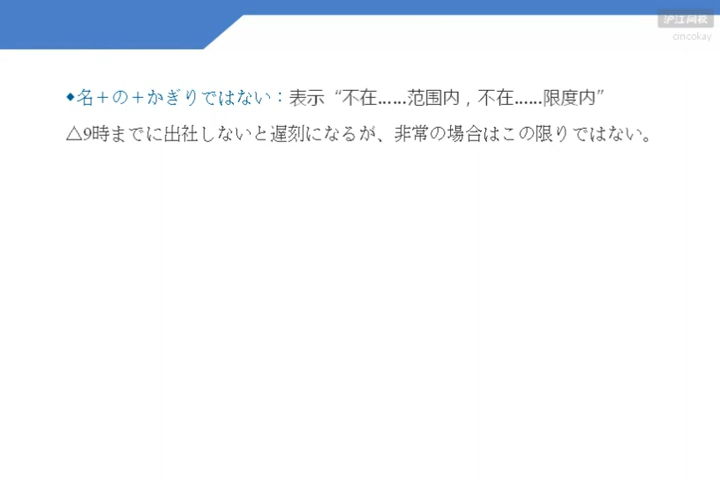 沪江网校
cincokay
◆名＋の＋かぎりではない：表示“不在……范围内，不在……限度内”
△9時までに出社しないと遅刻になるが、非常の場合はこの限りではない。